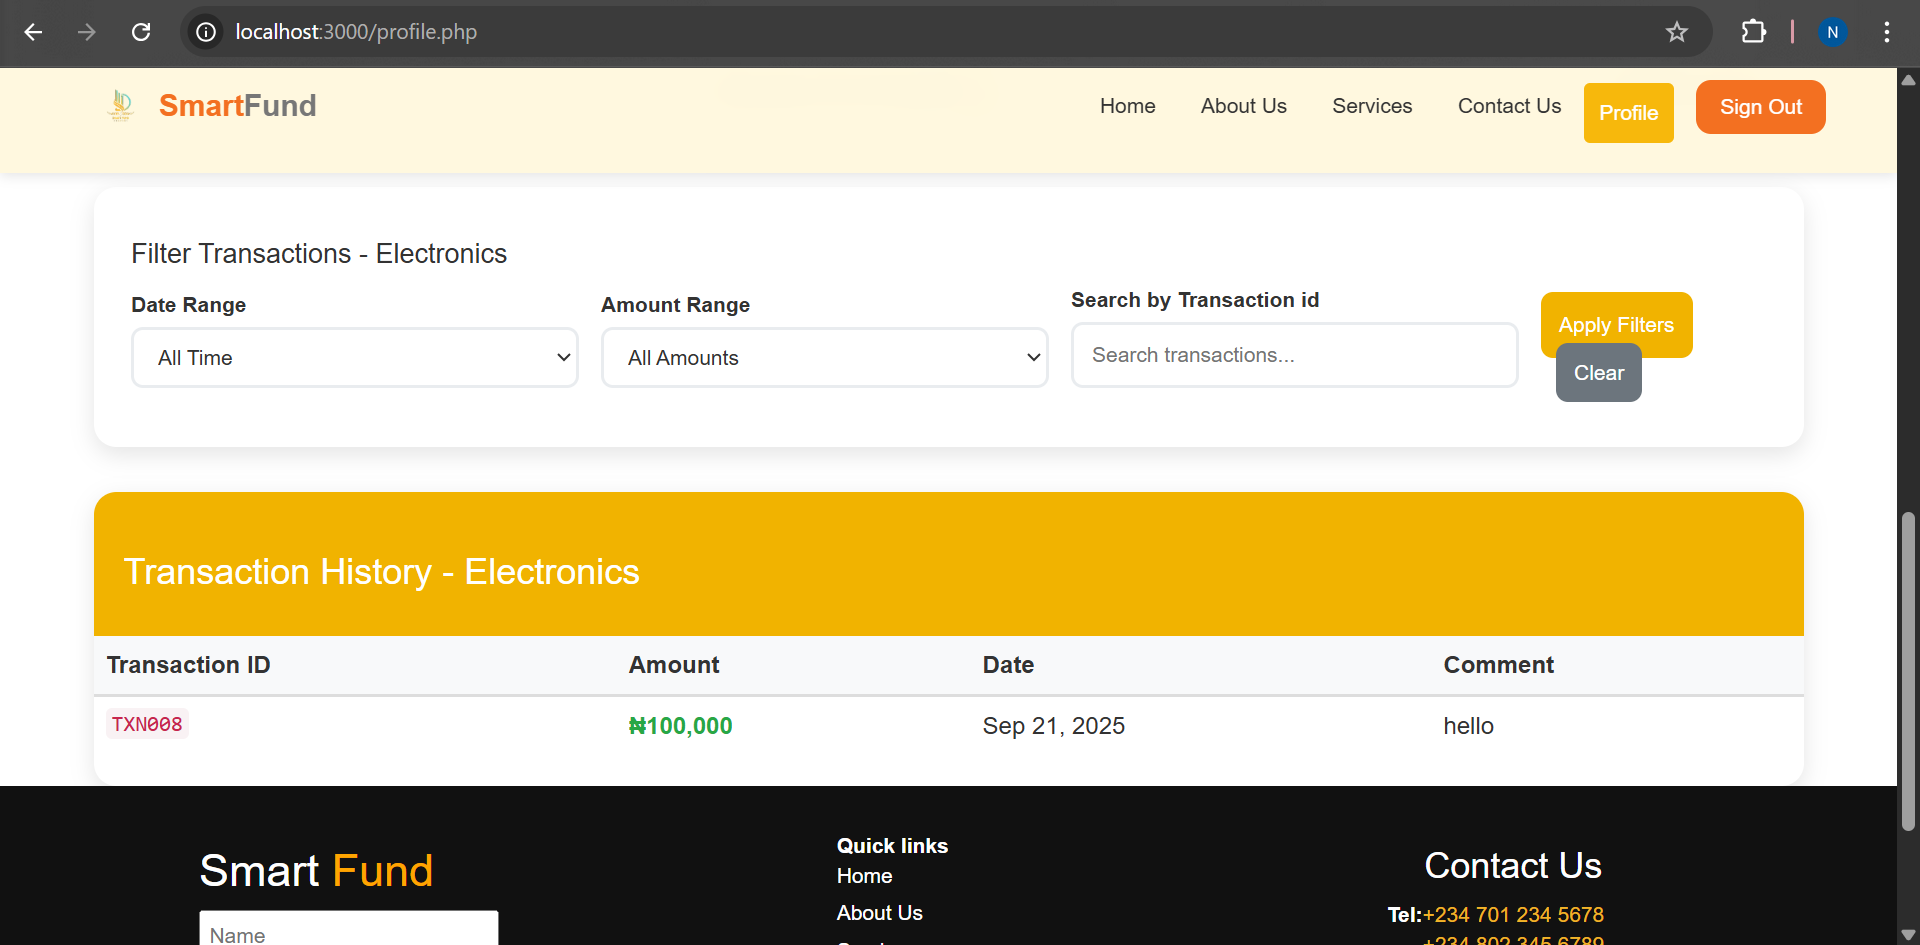 localhost:3000/profile.php
N
SmartFund
Home
About Us
Services
Contact Us
Profile
Sign Out
Filter Transactions - Electronics
Date Range
All Time
Amount Range
All Amounts
Search by Transaction id
Search transactions...
Apply Filters
Clear
Transaction History - Electronics
Transaction ID Amount Date Comment
TXN008 ₦100,000 Sep 21, 2025 hello
Smart Fund
Name
Quick links
Home
About Us
Contact Us
Tel:+234 701 234 5678
+234 802 345 6789